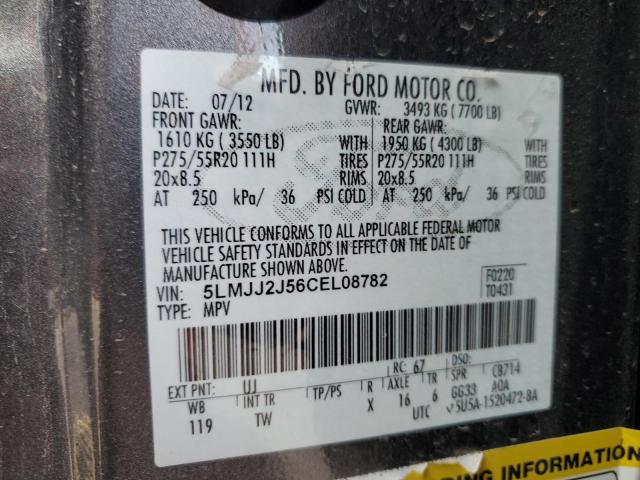 MFD. BY FORD MOTOR CO.
DATE: 07/12 GVWR: 3493 KG ( 7700 LB)
FRONT GAWR: REAR GAWR:
1610 KG ( 3550 LB) WITH 1950 KG ( 4300 LB)
P275/55R20 111H TIRES P275/55R20 111H
20x8.5 RIMS 20x8.5
AT 250 kPa/ 36 PSI COLD AT 250 kPa/ 36 PSI COLD
THIS VEHICLE CONFORMS TO ALL APPLICABLE FEDERAL MOTOR
VEHICLE SAFETY STANDARDS IN EFFECT ON THE DATE OF
MANUFACTURE SHOWN ABOVE.
VIN: 5LMJJ2J56CEL08782 F0220
TYPE: MPV T0431
RC: 67 DSO:
EXT PNT: UJ TP/PS R AXLE TR SPR CB714
WB INT TR X 16 6 GG33 AOA
119 TW UTC 5U5A-1520472-BA
DING INFORMATION